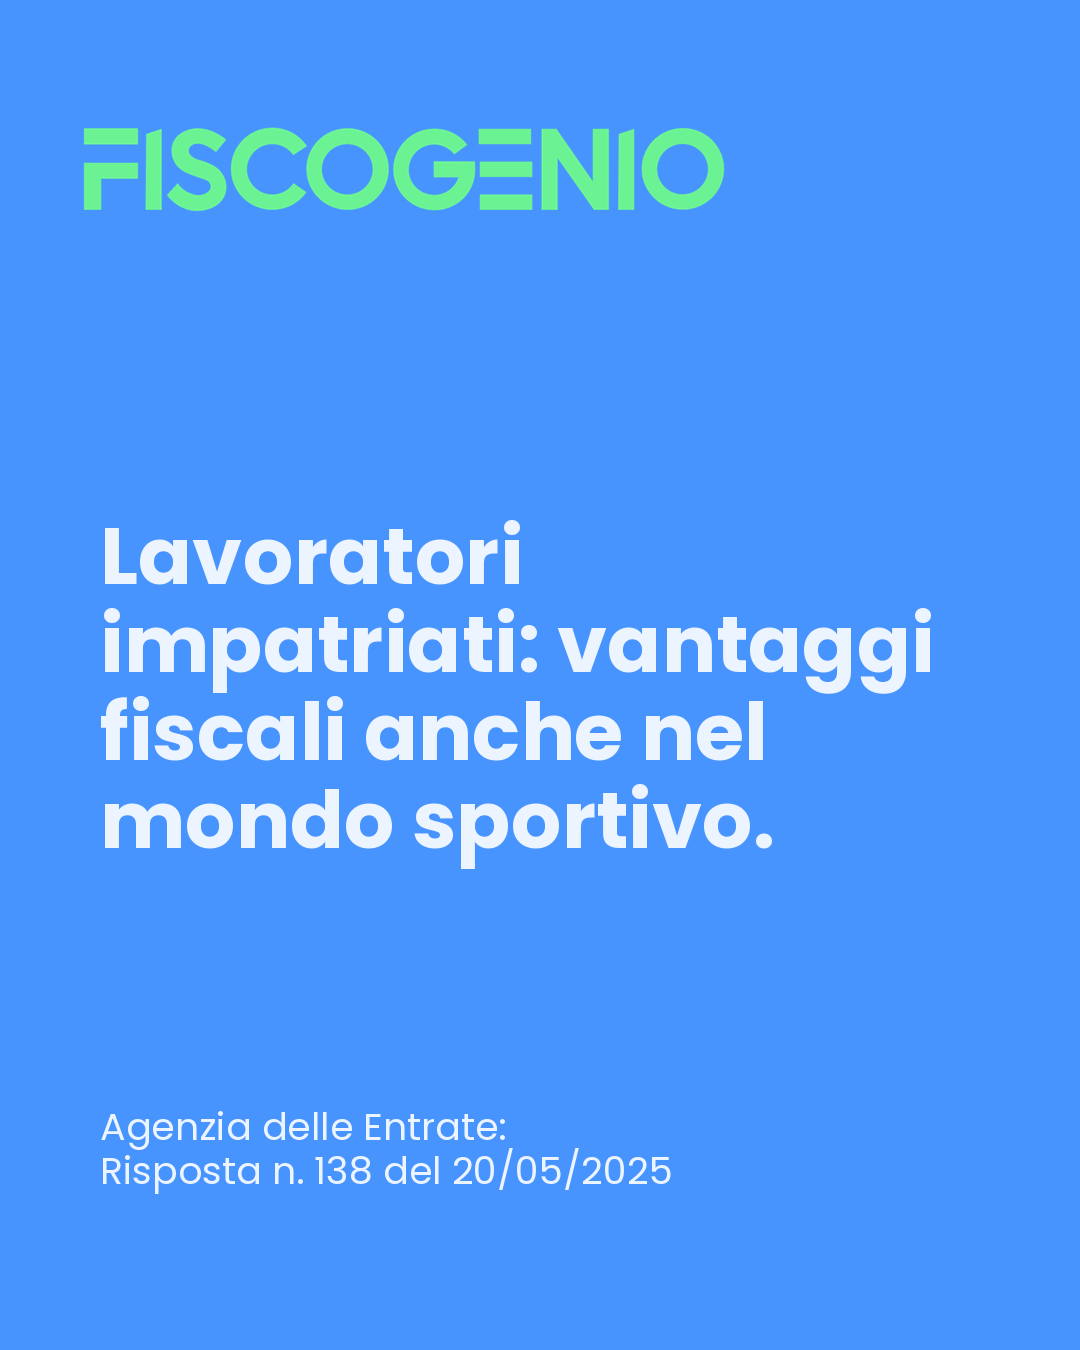 FISCOGENIO
Lavoratori
impatriati: vantaggi
fiscali anche nel
mondo sportivo.
Agenzia delle Entrate:
Risposta n. 138 del 20/05/2025